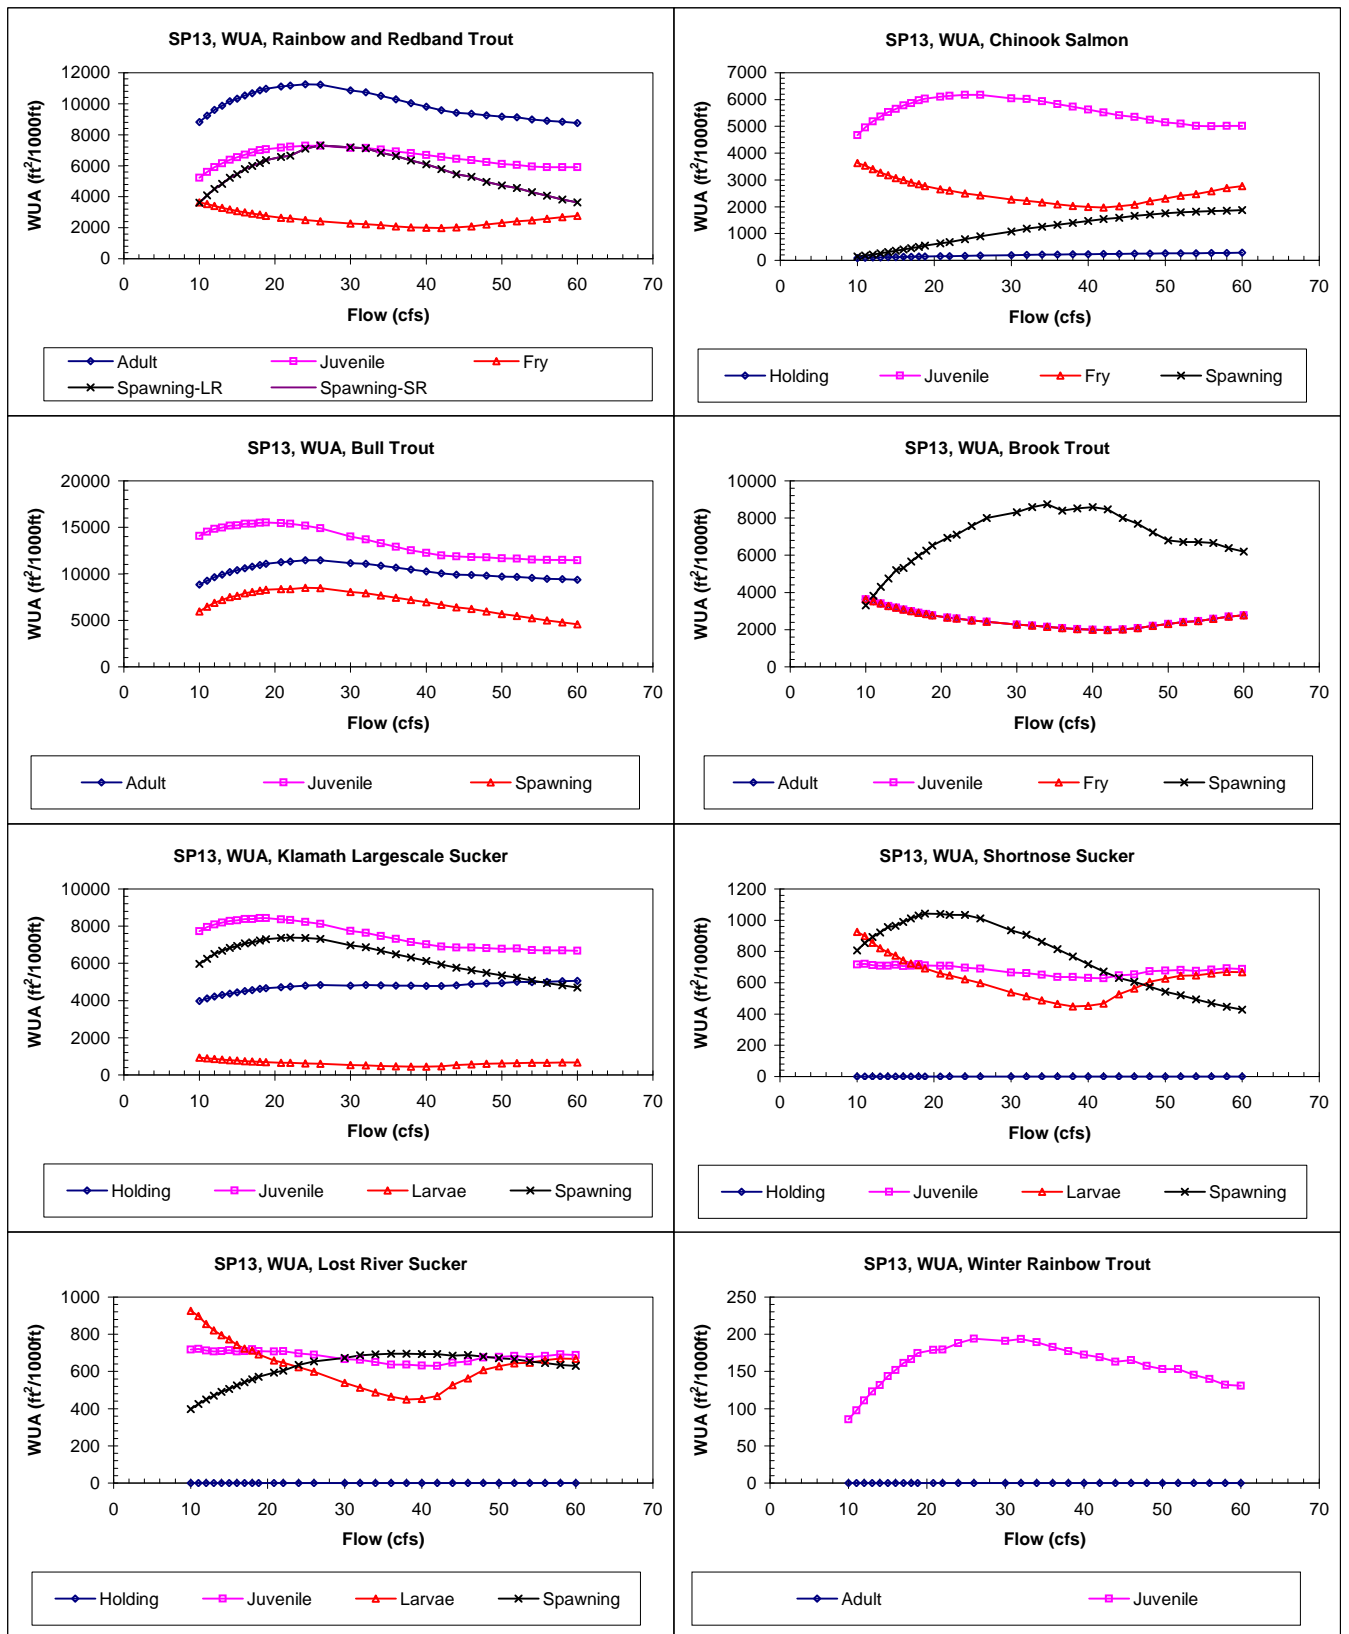 SP13, WUA, Rainbow and Redband Trout
WUA (ft²/1000ft)
12000
10000
8000
6000
4000
2000
0
0 10 20 30 40 50 60 70
Flow (cfs)
Adult Juvenile Fry
Spawning-LR Spawning-SR
SP13, WUA, Chinook Salmon
WUA (ft²/1000ft)
7000
6000
5000
4000
3000
2000
1000
0
0 10 20 30 40 50 60 70
Flow (cfs)
Holding Juvenile Fry Spawning
SP13, WUA, Bull Trout
WUA (ft²/1000ft)
20000
15000
10000
5000
0
0 10 20 30 40 50 60 70
Flow (cfs)
Adult Juvenile Spawning
SP13, WUA, Brook Trout
WUA (ft²/1000ft)
10000
8000
6000
4000
2000
0
0 10 20 30 40 50 60 70
Flow (cfs)
Adult Juvenile Fry Spawning
SP13, WUA, Klamath Largescale Sucker
WUA (ft²/1000ft)
10000
8000
6000
4000
2000
0
0 10 20 30 40 50 60 70
Flow (cfs)
Holding Juvenile Larvae Spawning
SP13, WUA, Shortnose Sucker
WUA (ft²/1000ft)
1200
1000
800
600
400
200
0
0 10 20 30 40 50 60 70
Flow (cfs)
Holding Juvenile Larvae Spawning
SP13, WUA, Lost River Sucker
WUA (ft²/1000ft)
1000
800
600
400
200
0
0 10 20 30 40 50 60 70
Flow (cfs)
Holding Juvenile Larvae Spawning
SP13, WUA, Winter Rainbow Trout
WUA (ft²/1000ft)
250
200
150
100
50
0
0 10 20 30 40 50 60 70
Flow (cfs)
Adult Juvenile